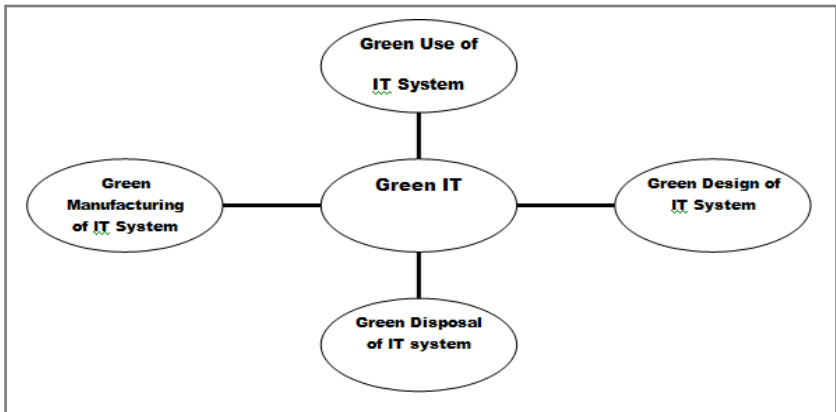 Green Use of
IT System
Green
Manufacturing
of IT System
Green IT
Green Design of
IT System
Green Disposal
of IT system